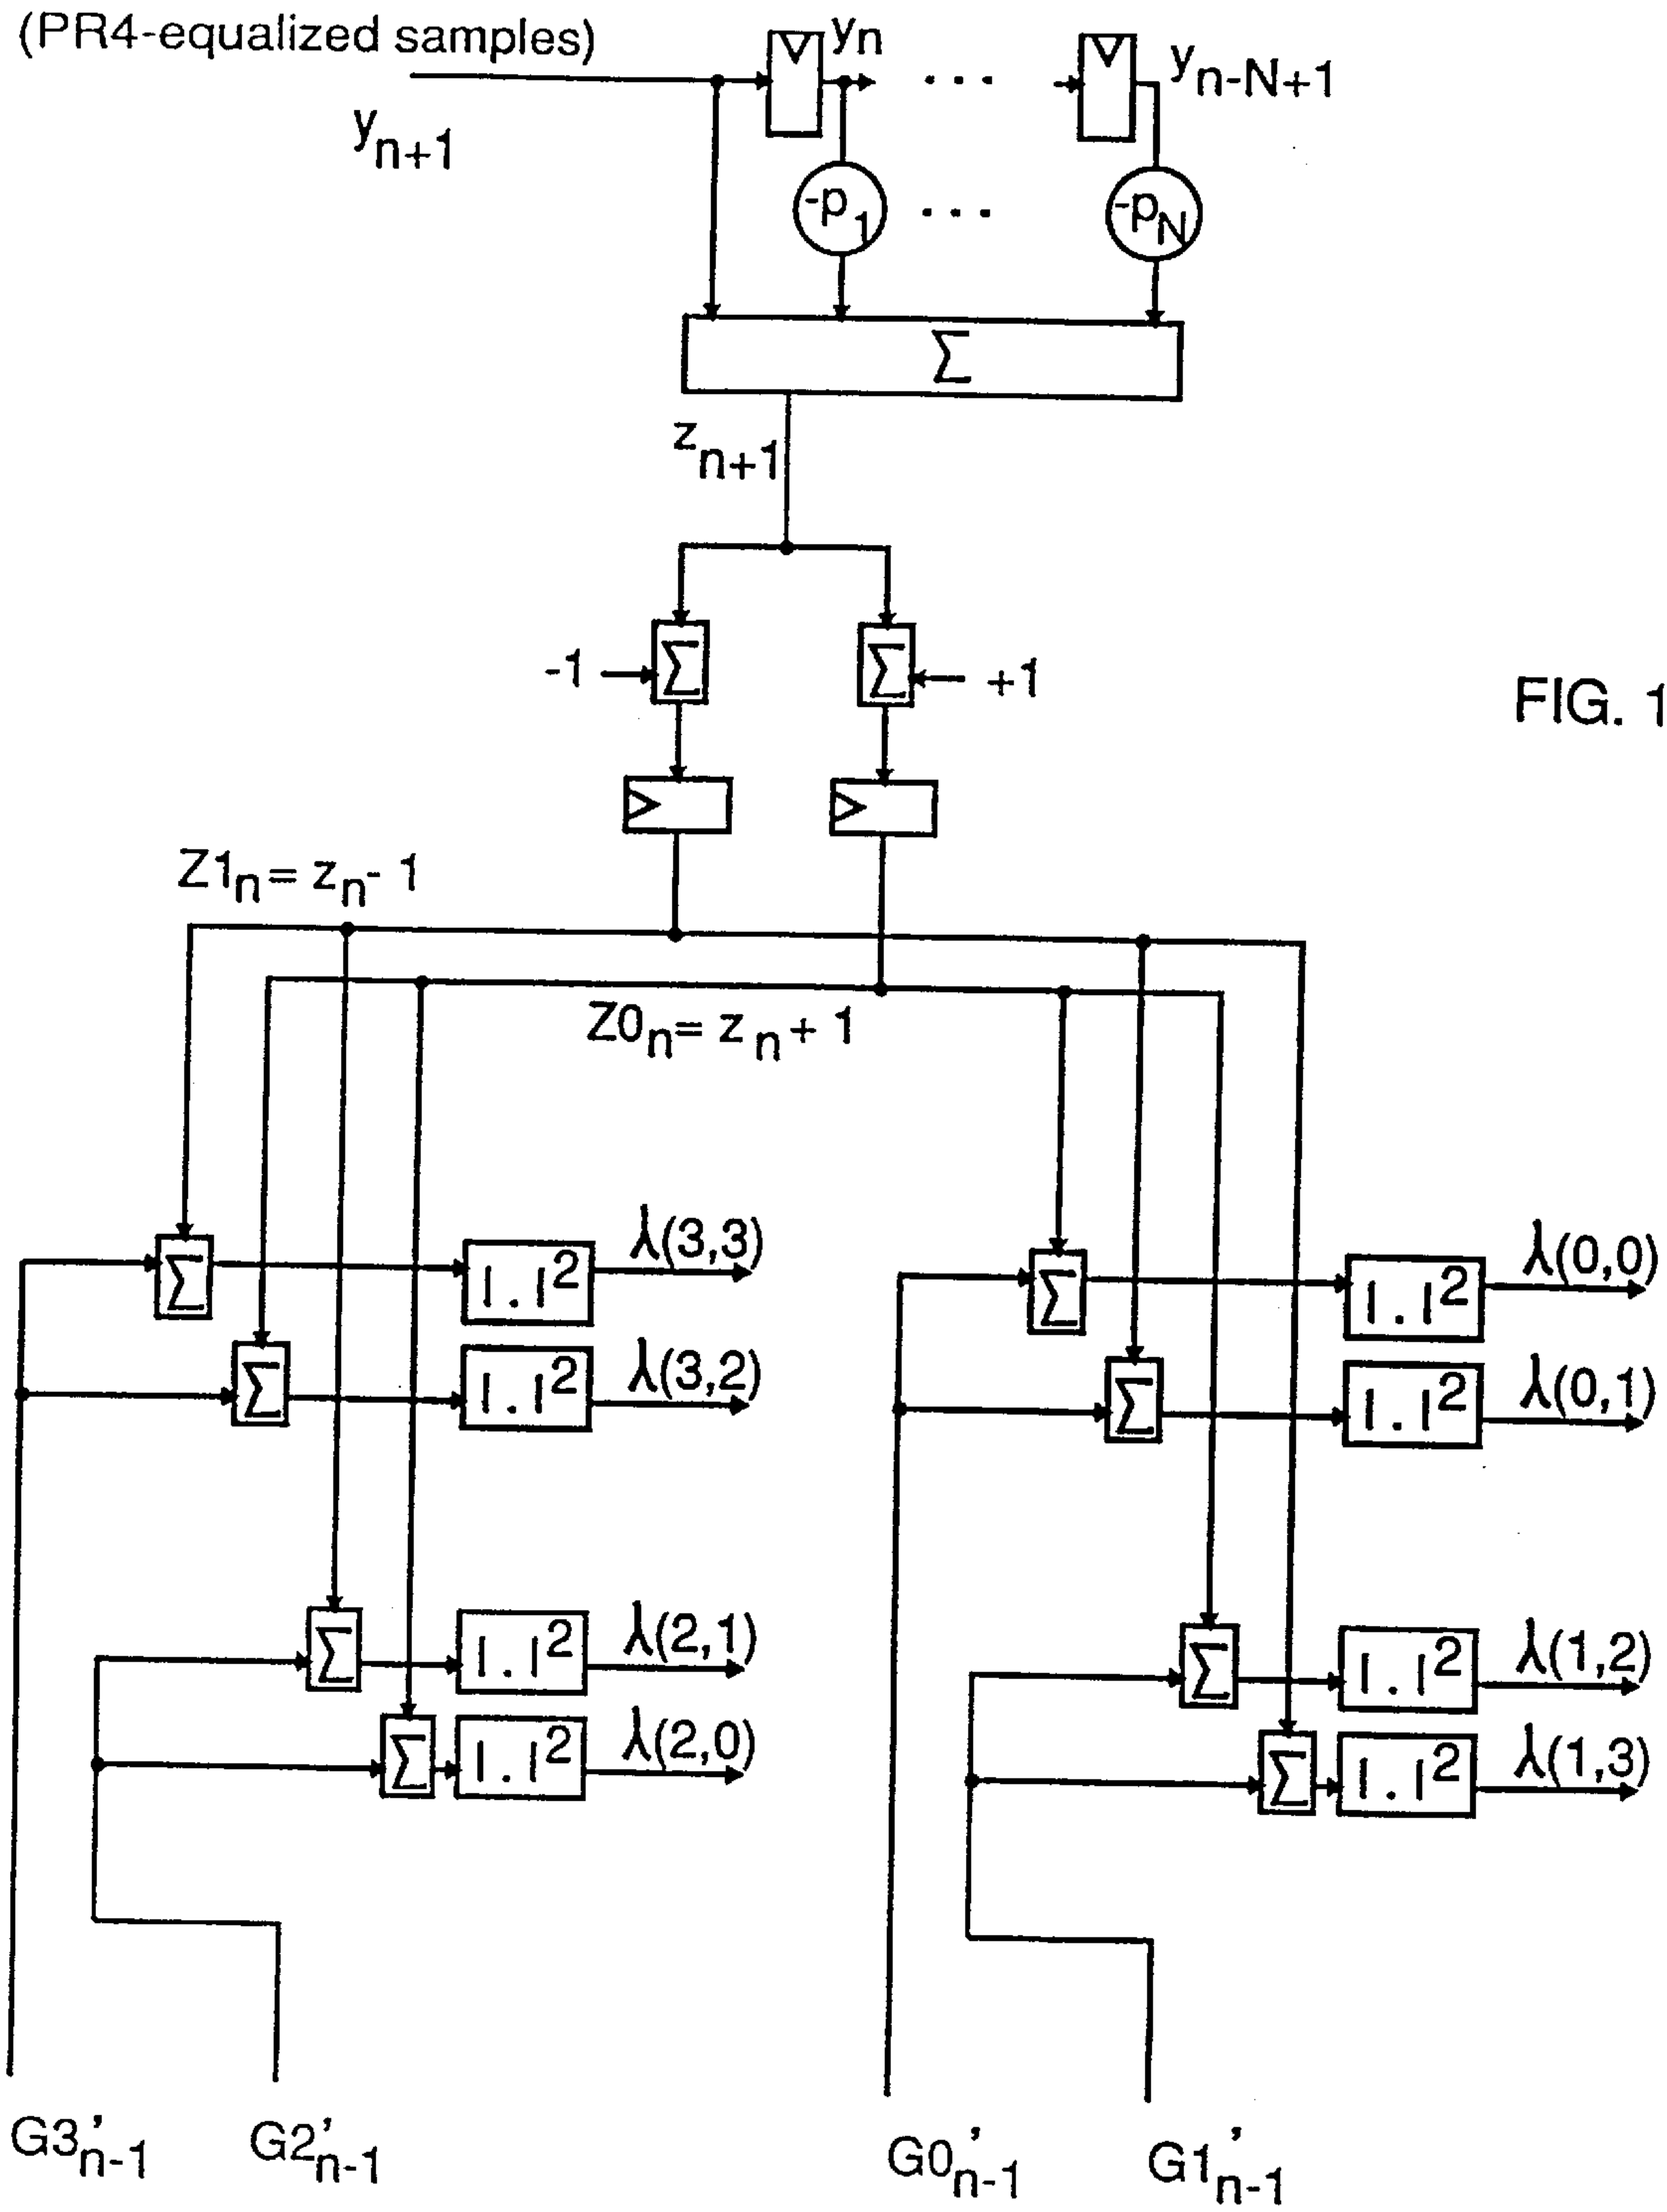 (PR4-equalized samples)
yn
yn-N+1
yn+1
. . .
-p1
. . .
-pN
Σ
zn+1
-1
Σ
Σ
+1
FIG. 1
Z1n = zn - 1
Z0n = zn + 1
Σ
|.|2
λ(3,3)
Σ
|.|2
λ(0,0)
Σ
|.|2
λ(3,2)
Σ
|.|2
λ(0,1)
Σ
|.|2
λ(2,1)
Σ
|.|2
λ(1,2)
Σ
|.|2
λ(2,0)
Σ
|.|2
λ(1,3)
G3'n-1
G2'n-1
G0'n-1
G1'n-1